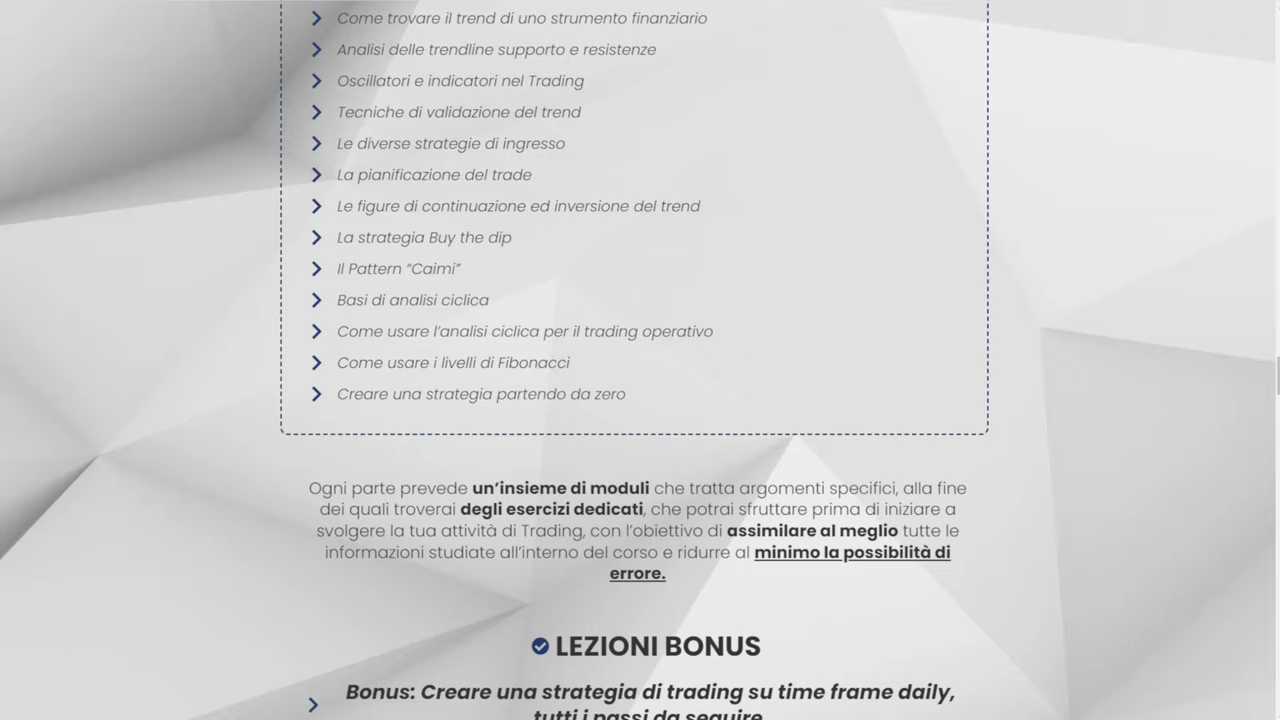 Come trovare il trend di uno strumento finanziario
Analisi delle trendline supporto e resistenze
Oscillatori e indicatori nel Trading
Tecniche di validazione del trend
Le diverse strategie di ingresso
La pianificazione del trade
Le figure di continuazione ed inversione del trend
La strategia Buy the dip
Il Pattern “Caimi”
Basi di analisi ciclica
Come usare l’analisi ciclica per il trading operativo
Come usare i livelli di Fibonacci
Creare una strategia partendo da zero
Ogni parte prevede un’insieme di moduli che tratta argomenti specifici, alla fine
dei quali troverai degli esercizi dedicati, che potrai sfruttare prima di iniziare a
svolgere la tua attività di Trading, con l’obiettivo di assimilare al meglio tutte le
informazioni studiate all’interno del corso e ridurre al minimo la possibilità di
errore.
LEZIONI BONUS
Bonus: Creare una strategia di trading su time frame daily,
tutti i passi da seguire